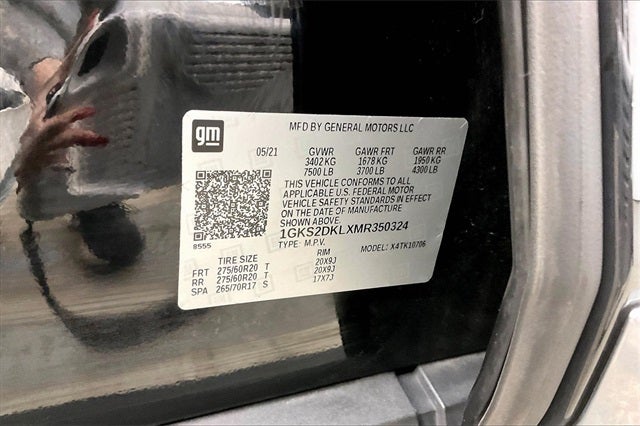 gm
MFD BY GENERAL MOTORS LLC
05/21 GVWR GAWR FRT GAWR RR
3402 KG 1678 KG 1950 KG
7500 LB 3700 LB 4300 LB
THIS VEHICLE CONFORMS TO ALL
APPLICABLE U.S. FEDERAL MOTOR
VEHICLE SAFETY STANDARDS IN EFFECT
ON THE DATE OF MANUFACTURE
SHOWN ABOVE.
1GKS2DKLXMR350324
8555
TYPE: M.P.V. MODEL: X4TK10706
TIRE SIZE RIM
FRT 275/60R20 T 20X9J
RR 275/60R20 T 20X9J
SPA 265/70R17 S 17X7J